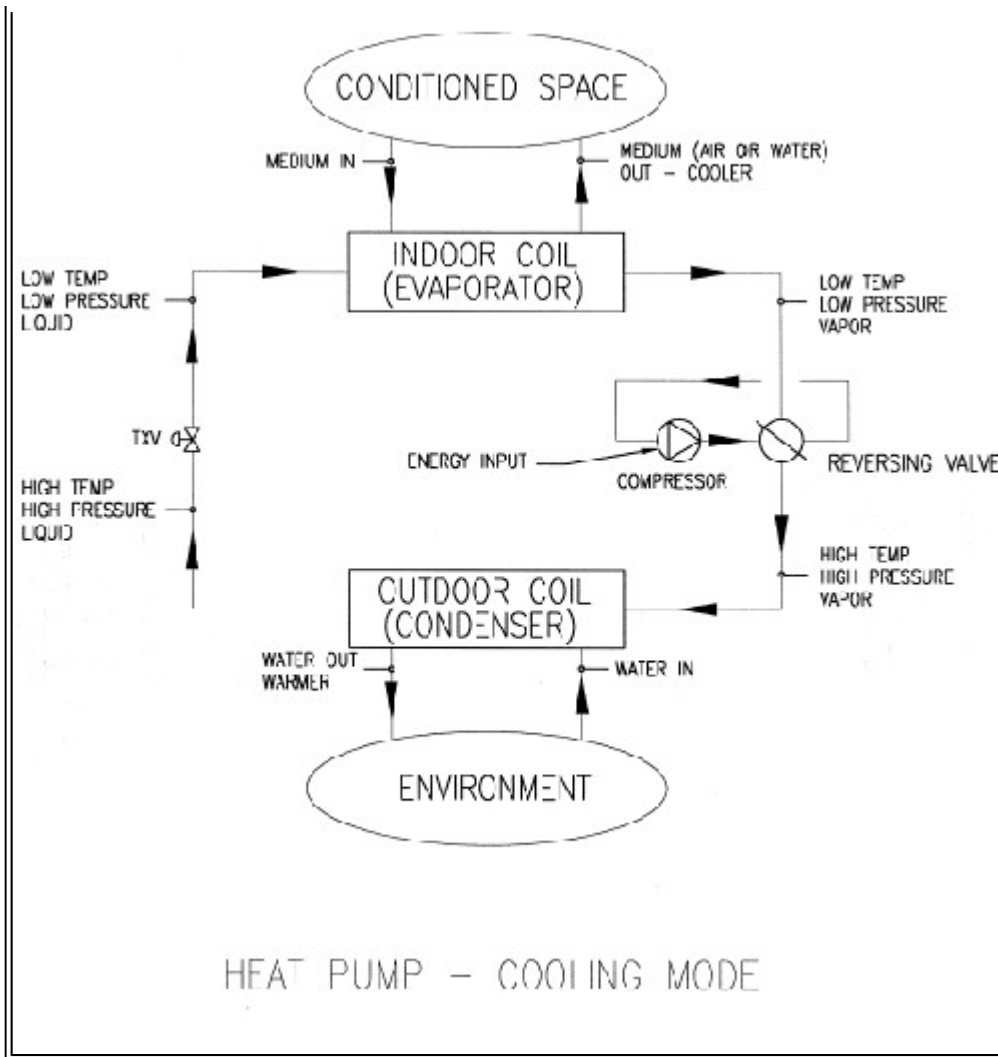 CONDITIONED SPACE
MEDIUM IN
MEDIUM (AIR OR WATER)
OUT - COOLER
INDOOR COIL
(EVAPORATOR)
LOW TEMP
LOW PRESSURE
LIQUID
LOW TEMP
LOW PRESSURE
VAPOR
TXV
ENERGY INPUT
COMPRESSOR
REVERSING VALVE
HIGH TEMP
HIGH PRESSURE
LIQUID
HIGH TEMP
HIGH PRESSURE
VAPOR
OUTDOOR COIL
(CONDENSER)
WATER OUT
WARMER
WATER IN
ENVIRONMENT
HEAT PUMP - COOLING MODE